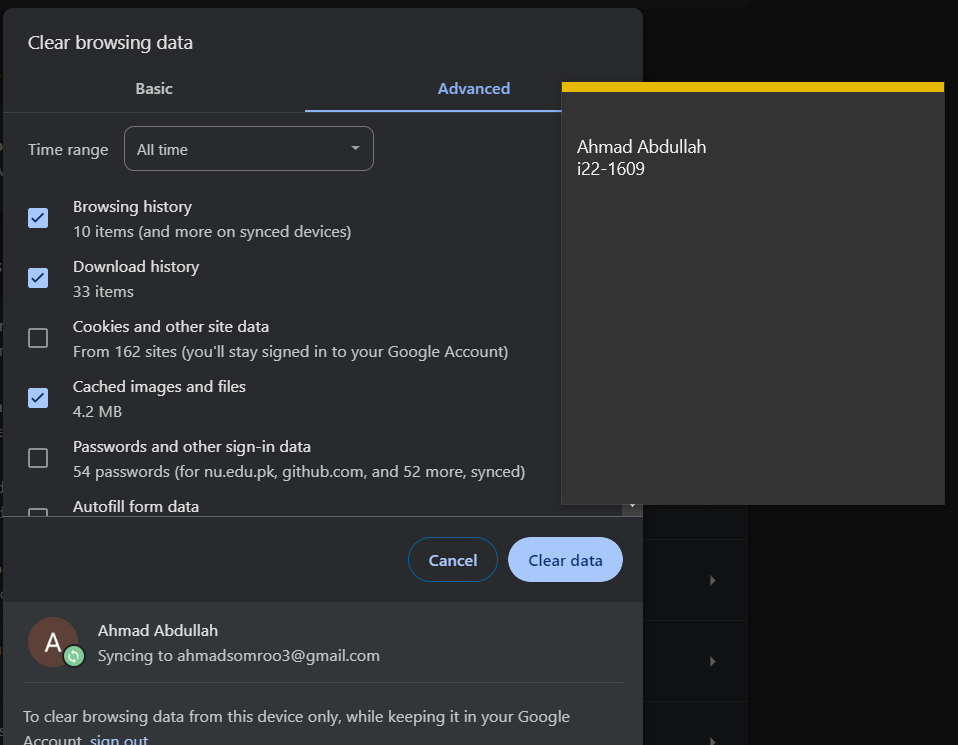 Clear browsing data
Basic
Advanced
Time range
All time
Ahmad Abdullah
i22-1609
Browsing history
10 items (and more on synced devices)
Download history
33 items
Cookies and other site data
From 162 sites (you'll stay signed in to your Google Account)
Cached images and files
4.2 MB
Passwords and other sign-in data
54 passwords (for nu.edu.pk, github.com, and 52 more, synced)
Autofill form data
Cancel
Clear data
A
Ahmad Abdullah
Syncing to ahmadsomroo3@gmail.com
To clear browsing data from this device only, while keeping it in your Google
Account, sign out.